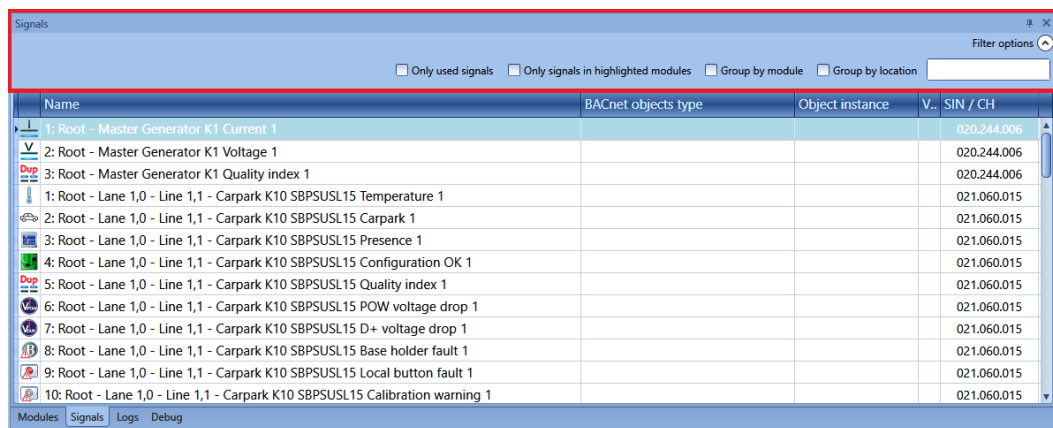 Signals
Filter options
Only used signals Only signals in highlighted modules Group by module Group by location
Name BACnet objects type Object instance V.. SIN / CH
1: Root - Master Generator K1 Current 1 020.244.006
V 2: Root - Master Generator K1 Voltage 1 020.244.006
Dup 3: Root - Master Generator K1 Quality index 1 020.244.006
1: Root - Lane 1,0 - Line 1,1 - Carpark K10 SBPSUSL15 Temperature 1 021.060.015
2: Root - Lane 1,0 - Line 1,1 - Carpark K10 SBPSUSL15 Carpark 1 021.060.015
3: Root - Lane 1,0 - Line 1,1 - Carpark K10 SBPSUSL15 Presence 1 021.060.015
4: Root - Lane 1,0 - Line 1,1 - Carpark K10 SBPSUSL15 Configuration OK 1 021.060.015
Dup 5: Root - Lane 1,0 - Line 1,1 - Carpark K10 SBPSUSL15 Quality index 1 021.060.015
6: Root - Lane 1,0 - Line 1,1 - Carpark K10 SBPSUSL15 POW voltage drop 1 021.060.015
7: Root - Lane 1,0 - Line 1,1 - Carpark K10 SBPSUSL15 D+ voltage drop 1 021.060.015
B 8: Root - Lane 1,0 - Line 1,1 - Carpark K10 SBPSUSL15 Base holder fault 1 021.060.015
9: Root - Lane 1,0 - Line 1,1 - Carpark K10 SBPSUSL15 Local button fault 1 021.060.015
10: Root - Lane 1,0 - Line 1,1 - Carpark K10 SBPSUSL15 Calibration warning 1 021.060.015
Modules Signals Logs Debug